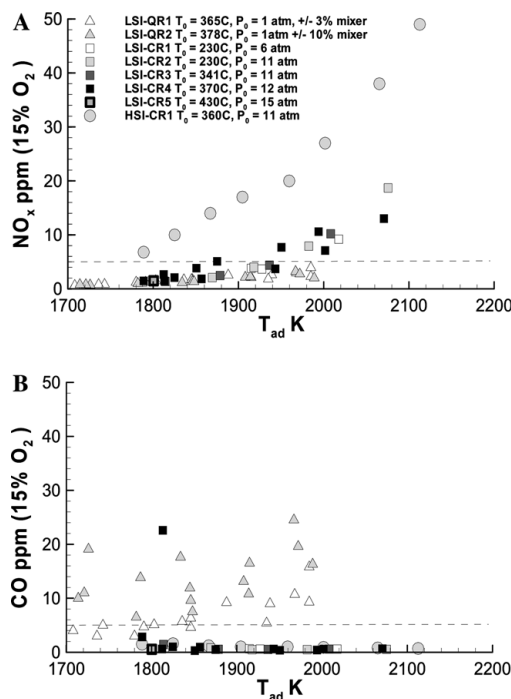 A
NOx ppm (15% O2)
50
40
30
20
10
0
LSI-QR1 T0 = 365C, P0 = 1 atm, +/- 3% mixer
LSI-QR2 T0 = 378C, P0 = 1atm +/- 10% mixer
LSI-CR1 T0 = 230C, P0 = 6 atm
LSI-CR2 T0 = 230C, P0 = 11 atm
LSI-CR3 T0 = 341C, P0 = 11 atm
LSI-CR4 T0 = 370C, P0 = 12 atm
LSI-CR5 T0 = 430C, P0 = 15 atm
HSI-CR1 T0 = 360C, P0 = 11 atm
1700 1800 1900 2000 2100 2200
Tad K
B
CO ppm (15% O2)
50
40
30
20
10
0
1700 1800 1900 2000 2100 2200
Tad K